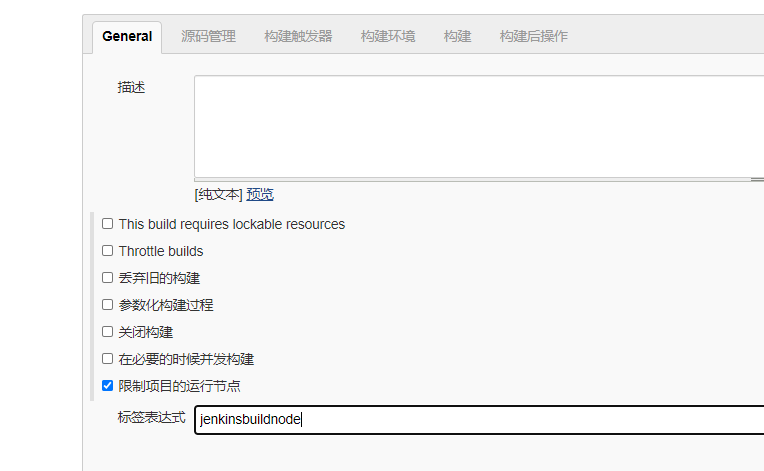 General 源码管理 构建触发器 构建环境 构建 构建后操作
描述
[纯文本] 预览
This build requires lockable resources
Throttle builds
丢弃旧的构建
参数化构建过程
关闭构建
在必要的时候并发构建
限制项目的运行节点
标签表达式 jenkinsbuildnode